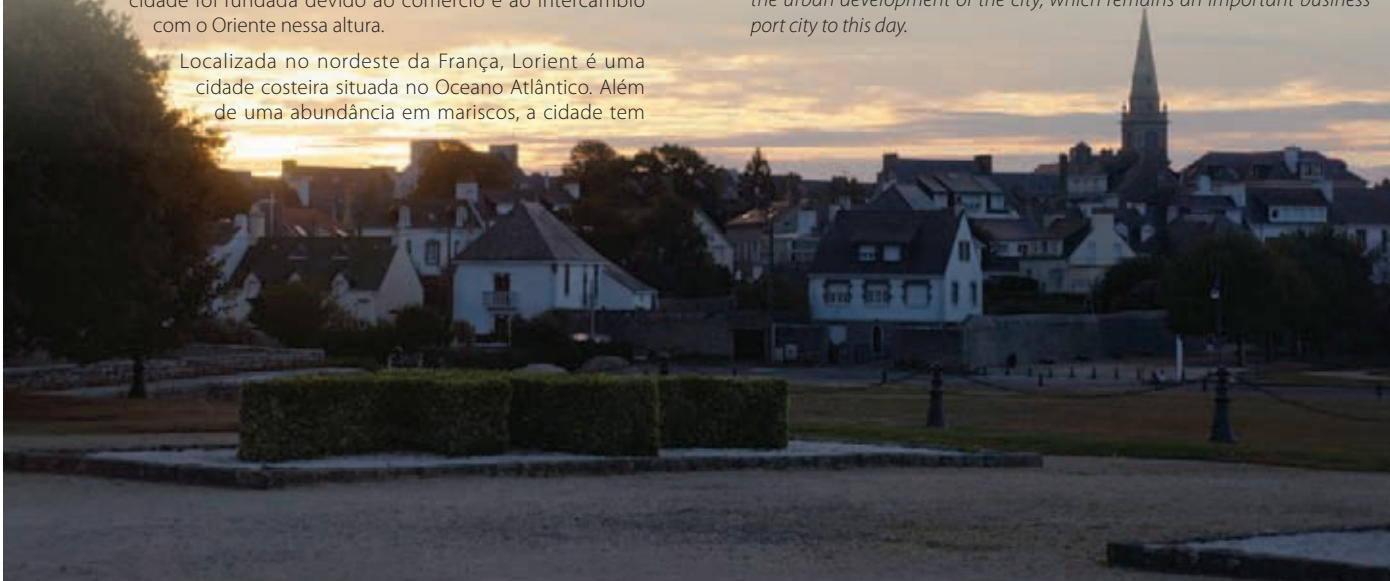 cidade foi fundada devido ao comércio e ao intercâmbio
com o Oriente nessa altura.
Localizada no nordeste da França, Lorient é uma
cidade costeira situada no Oceano Atlântico. Além
de uma abundância em mariscos, a cidade tem
the urban development of the city, which remains an important business
port city to this day.